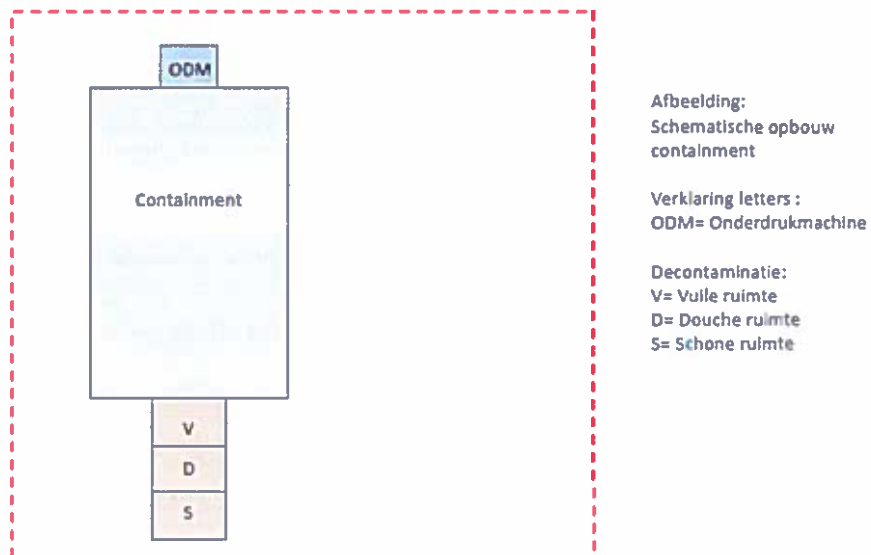 ODM
Containment
V
D
S
Afbeelding:
Schematische opbouw
containment
Verklaring letters :
ODM= Onderdrukmachine
Decontaminatie:
V= Vuile ruimte
D= Douche ruimte
S= Schone ruimte